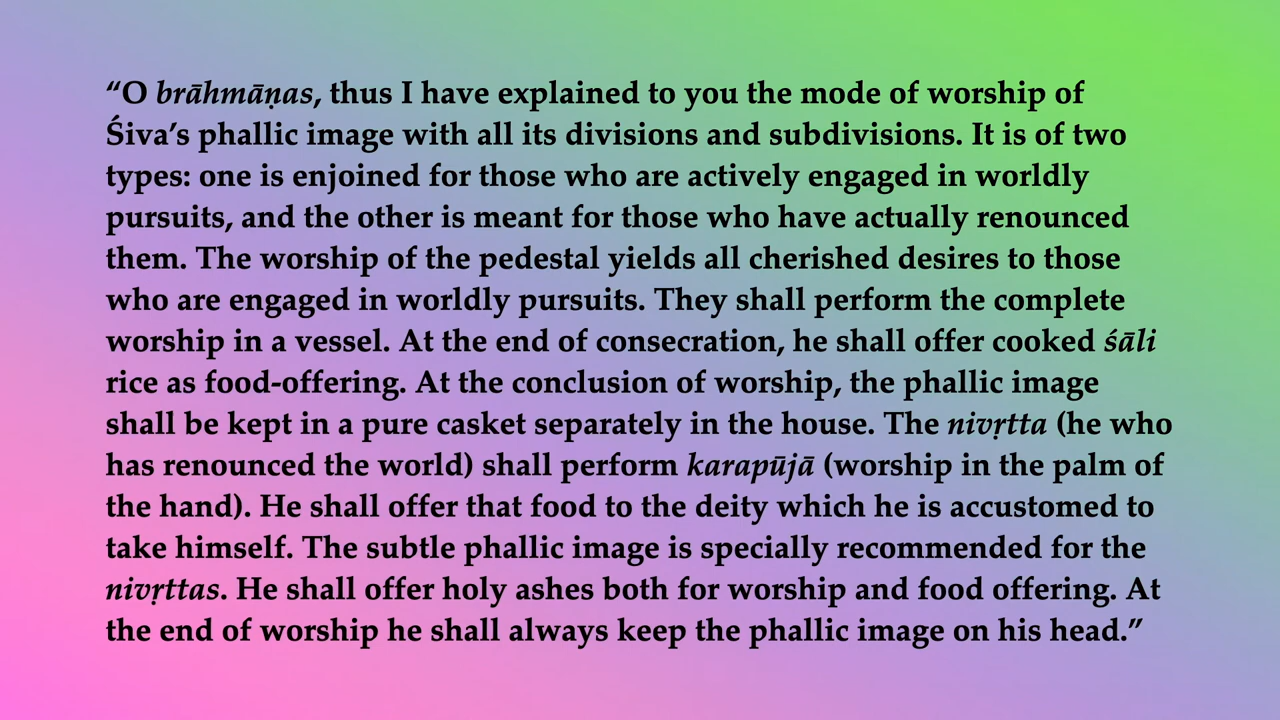 “O brāhmāṇas, thus I have explained to you the mode of worship of
Śiva’s phallic image with all its divisions and subdivisions. It is of two
types: one is enjoined for those who are actively engaged in worldly
pursuits, and the other is meant for those who have actually renounced
them. The worship of the pedestal yields all cherished desires to those
who are engaged in worldly pursuits. They shall perform the complete
worship in a vessel. At the end of consecration, he shall offer cooked śāli
rice as food-offering. At the conclusion of worship, the phallic image
shall be kept in a pure casket separately in the house. The nivṛtta (he who
has renounced the world) shall perform karapūjā (worship in the palm of
the hand). He shall offer that food to the deity which he is accustomed to
take himself. The subtle phallic image is specially recommended for the
nivṛttas. He shall offer holy ashes both for worship and food offering. At
the end of worship he shall always keep the phallic image on his head.”